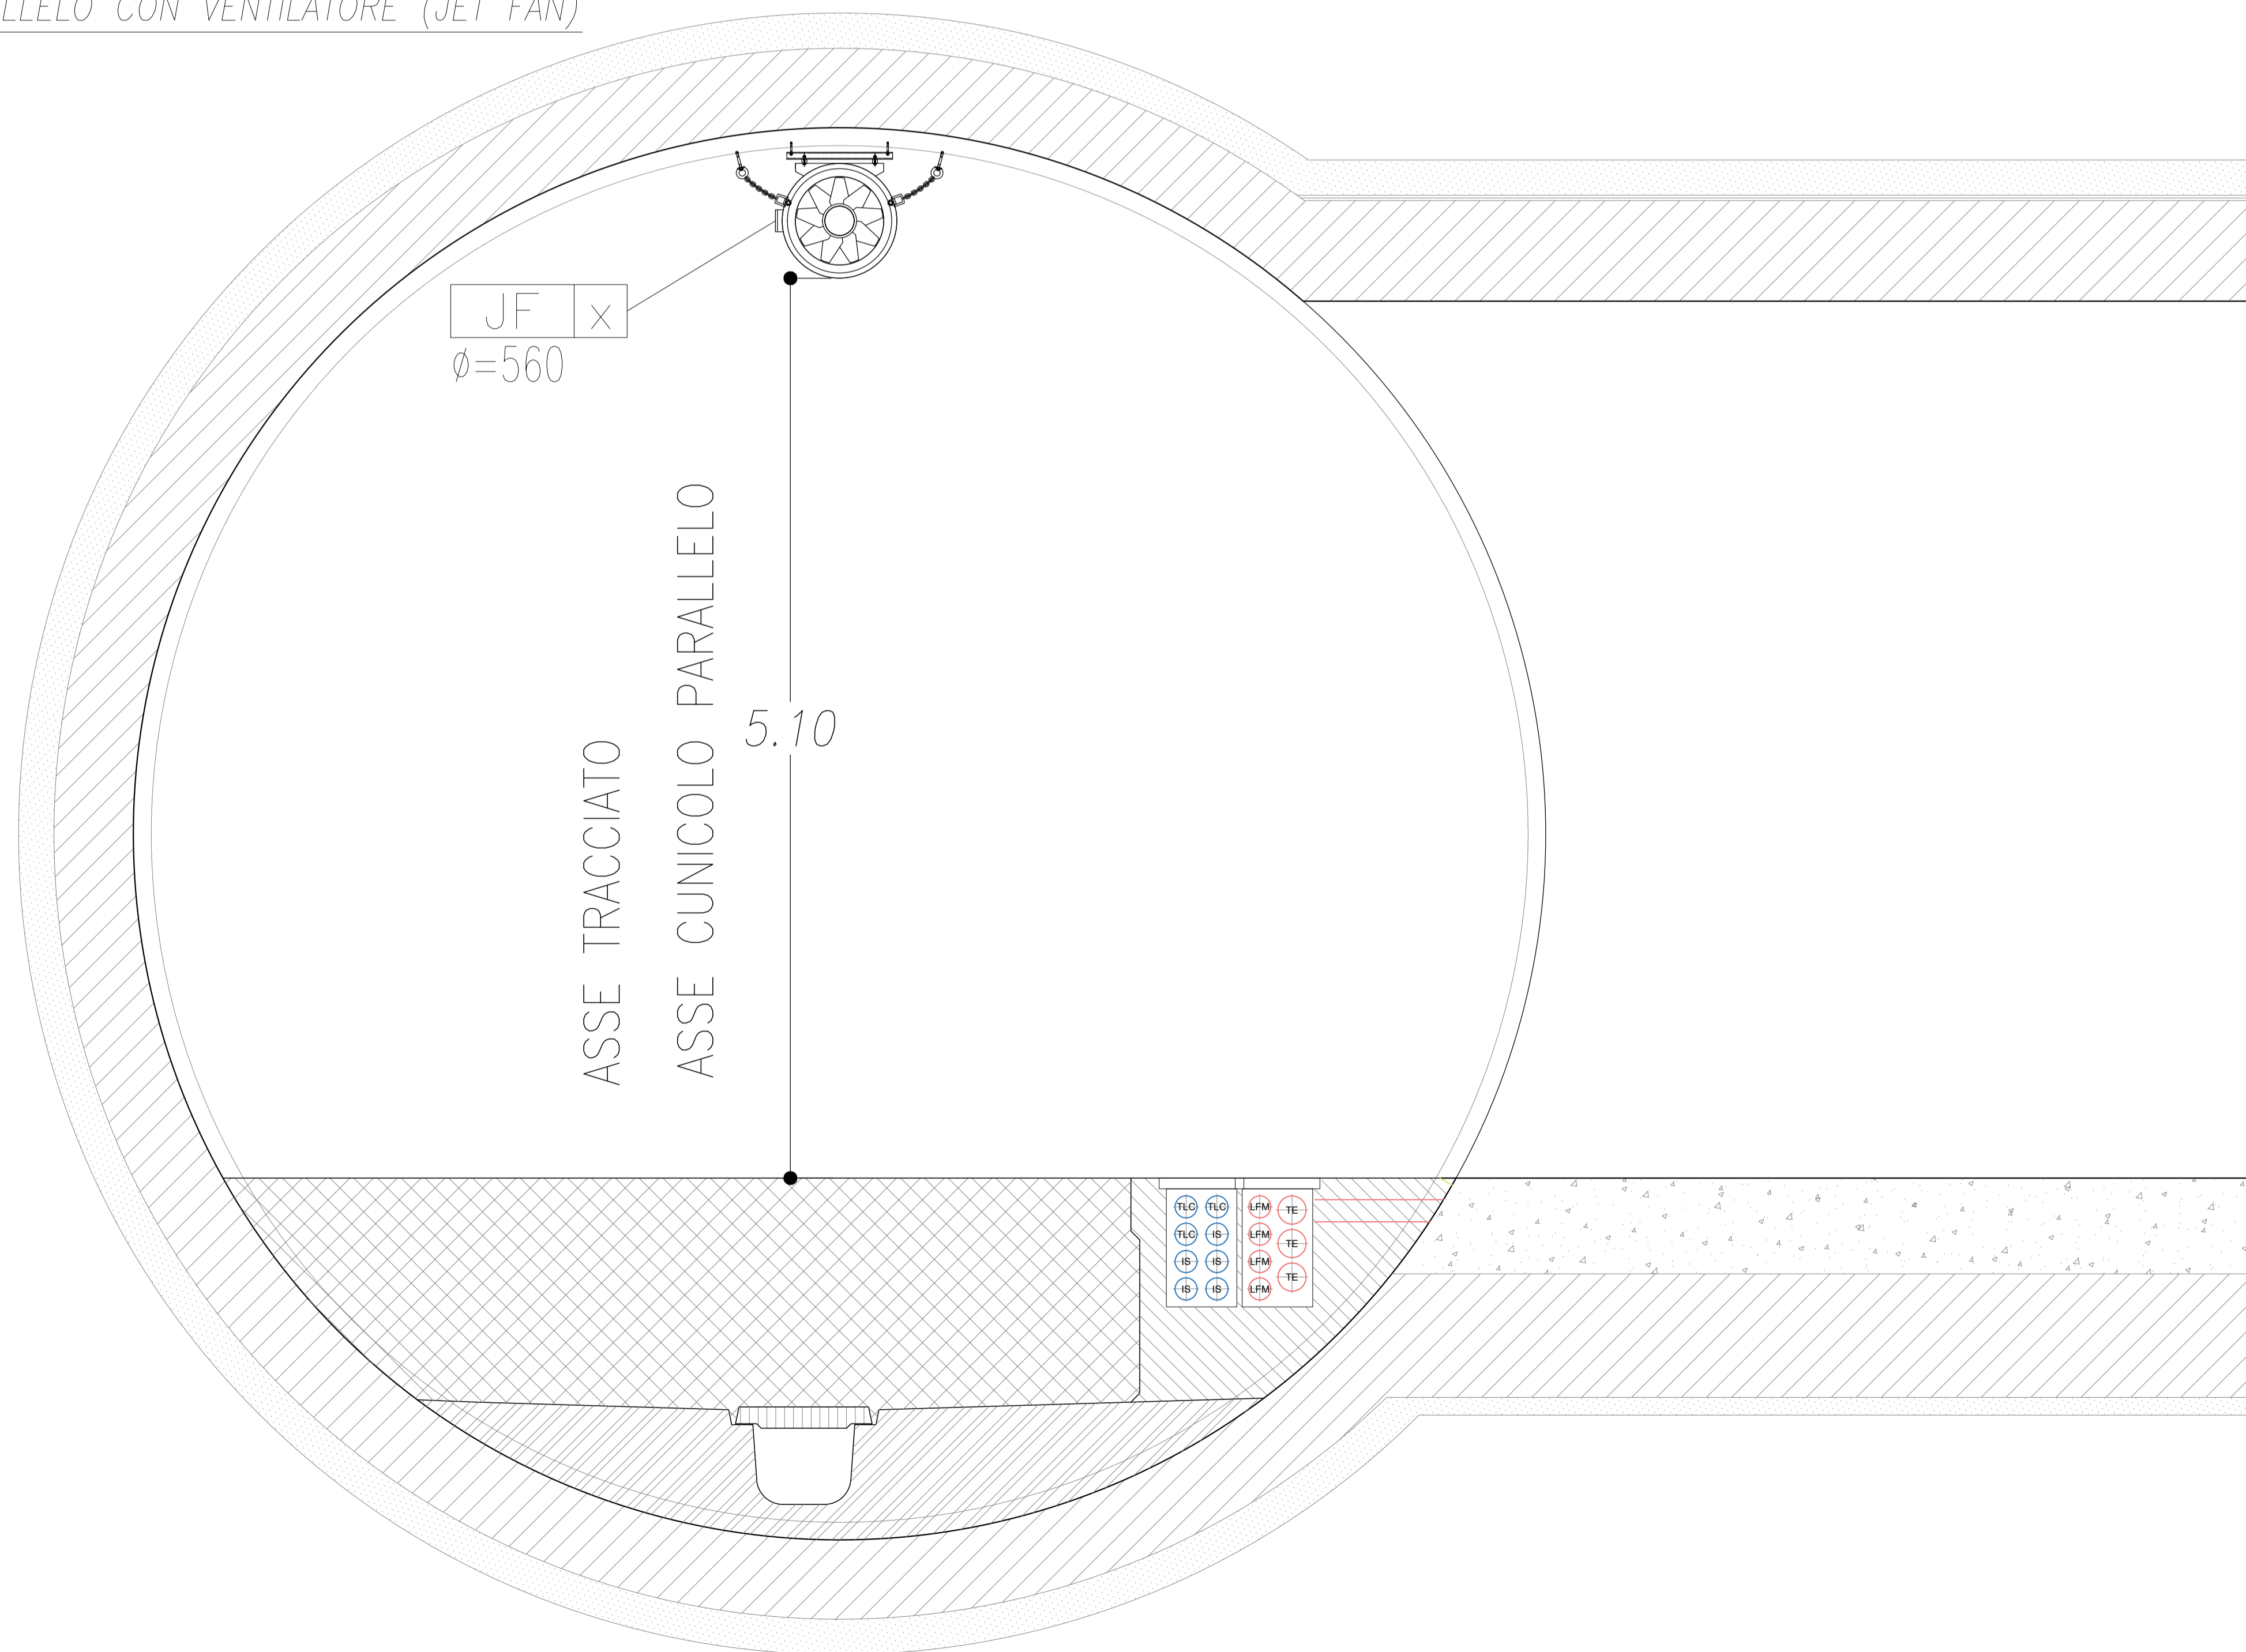 LLELO CON VENTILATORE (JET FAN)
JF x
ø=560
ASSE TRACCIATO
ASSE CUNICOLO PARALLELO
5.10
TLC TLC LFM TE
TLC IS LFM TE
IS IS LFM TE
IS IS LFM